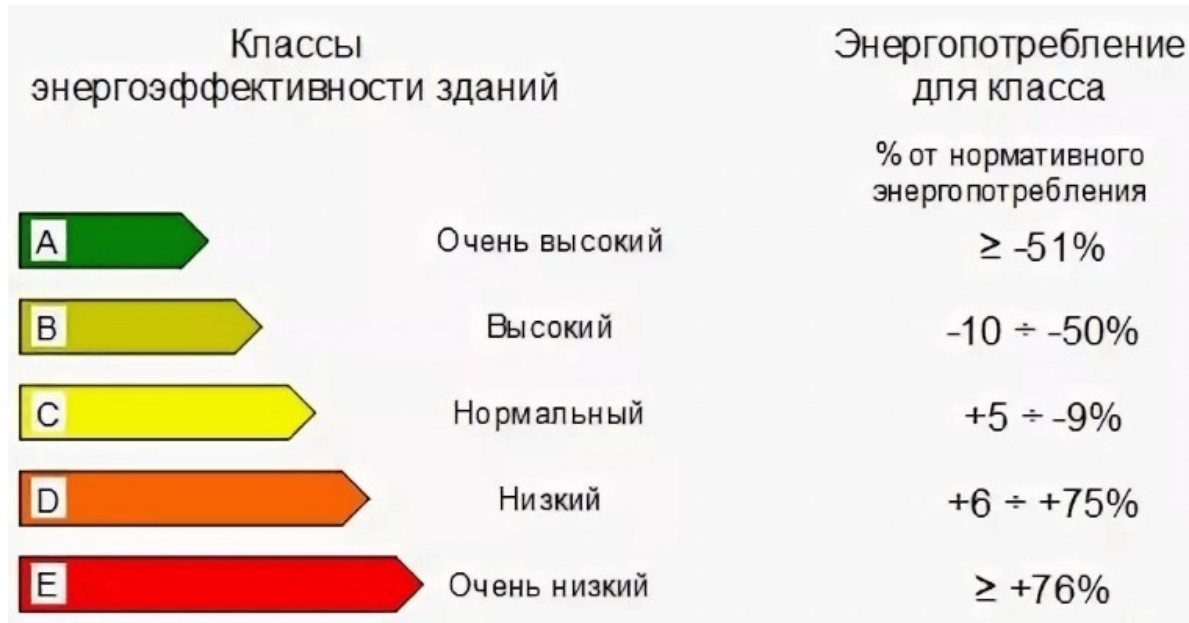 Классы
энергоэффективности зданий
Энергопотребление
для класса
% от нормативного
энергопотребления
A Очень высокий ≥ -51%
B Высокий -10 ÷ -50%
C Нормальный +5 ÷ -9%
D Низкий +6 ÷ +75%
E Очень низкий ≥ +76%